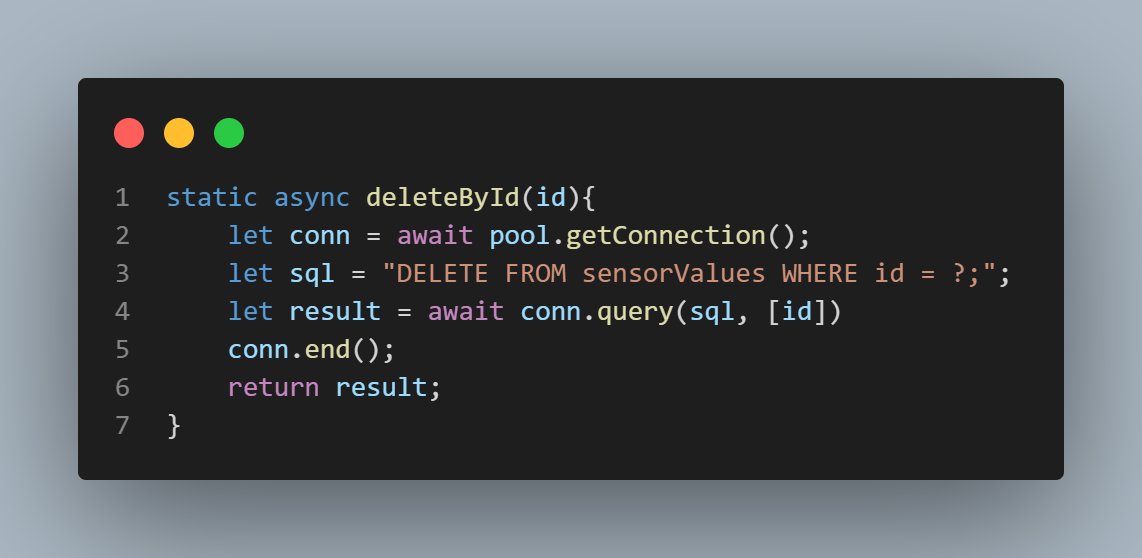 1 static async deleteById(id){
2 let conn = await pool.getConnection();
3 let sql = "DELETE FROM sensorValues WHERE id = ?;";
4 let result = await conn.query(sql, [id])
5 conn.end();
6 return result;
7 }